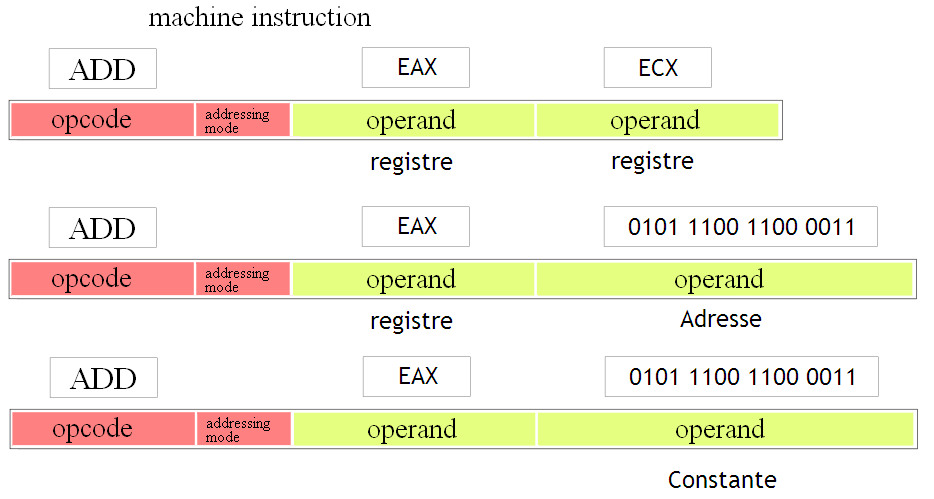 machine instruction
ADD EAX ECX
opcode addressing mode operand operand
registre registre
ADD EAX 0101 1100 1100 0011
opcode addressing mode operand operand
registre Adresse
ADD EAX 0101 1100 1100 0011
opcode addressing mode operand operand
Constante